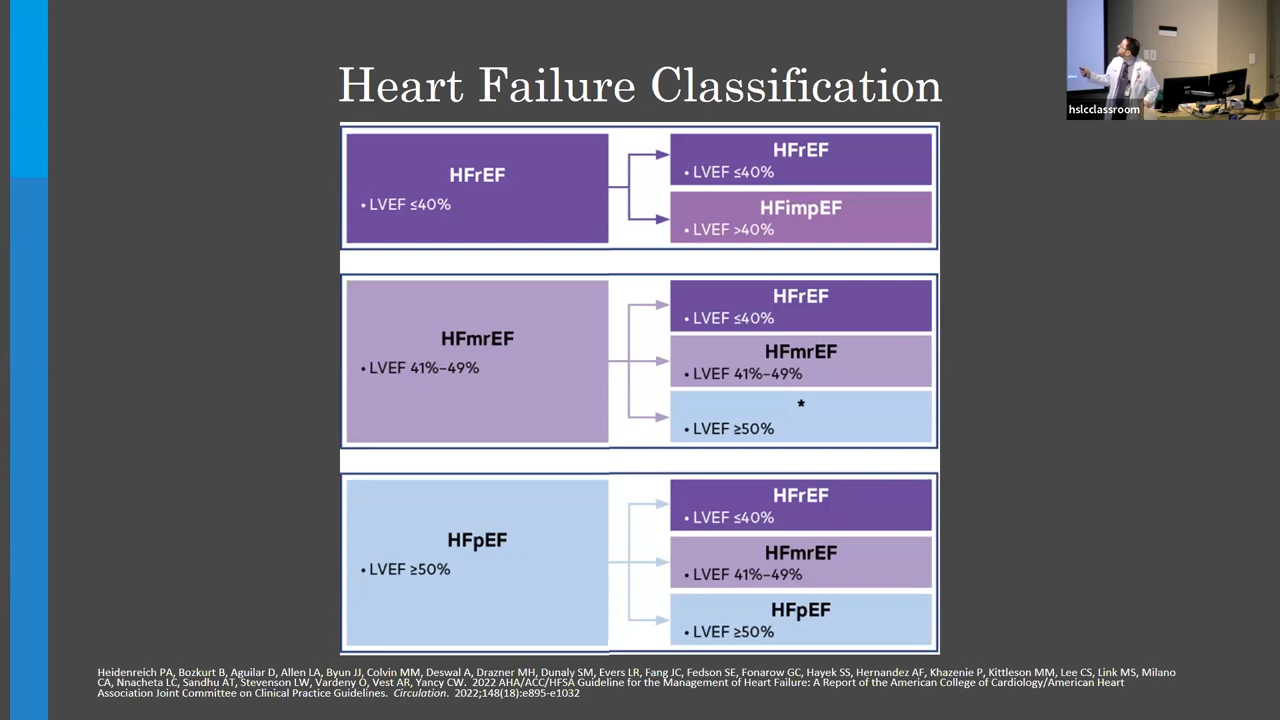 Heart Failure Classification
hslcclassroom
HFrEF
• LVEF ≤40%
HFrEF
• LVEF ≤40%
HFimpEF
• LVEF >40%
HFmrEF
• LVEF 41%–49%
HFrEF
• LVEF ≤40%
HFmrEF
• LVEF 41%–49%
*
• LVEF ≥50%
HFpEF
• LVEF ≥50%
HFrEF
• LVEF ≤40%
HFmrEF
• LVEF 41%–49%
HFpEF
• LVEF ≥50%
Heidenreich PA, Bozkurt B, Aguilar D, Allen LA, Byun JJ, Colvin MM, Deswal A, Drazner MH, Dunaly SM, Evers LR, Fang JC, Fedson SE, Fonarow GC, Hayek SS, Hernandez AF, Khazenie P, Kittleson MM, Lee CS, Link MS, Milano
CA, Nnacheta LC, Sandhu AT, Stevenson LW, Vardeny O, Vest AR, Yancy CW. 2022 AHA/ACC/HFSA Guideline for the Management of Heart Failure: A Report of the American College of Cardiology/American Heart
Association Joint Committee on Clinical Practice Guidelines. Circulation. 2022;148(18):e895-e1032